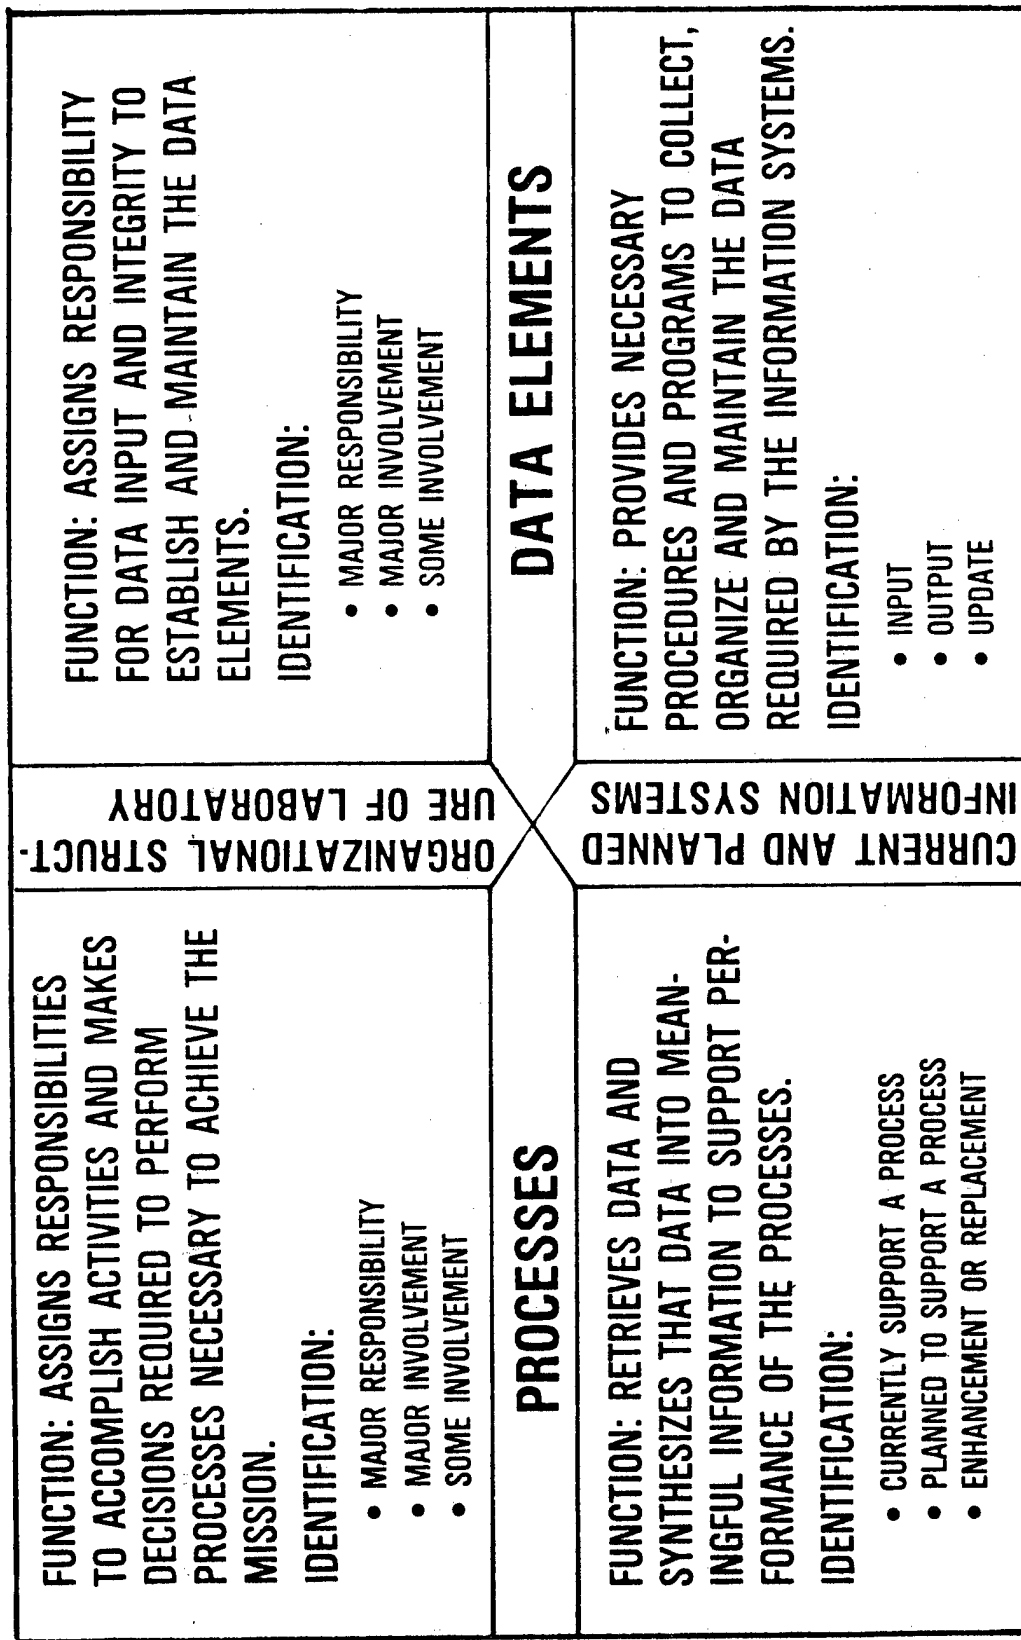 FUNCTION: ASSIGNS RESPONSIBILITIES
TO ACCOMPLISH ACTIVITIES AND MAKES
DECISIONS REQUIRED TO PERFORM
PROCESSES NECESSARY TO ACHIEVE THE
MISSION.
IDENTIFICATION:
• MAJOR RESPONSIBILITY
• MAJOR INVOLVEMENT
• SOME INVOLVEMENT
ORGANIZATIONAL STRUCT-
URE OF LABORATORY
FUNCTION: ASSIGNS RESPONSIBILITY
FOR DATA INPUT AND INTEGRITY TO
ESTABLISH AND MAINTAIN THE DATA
ELEMENTS.
IDENTIFICATION:
• MAJOR RESPONSIBILITY
• MAJOR INVOLVEMENT
• SOME INVOLVEMENT
PROCESSES
DATA ELEMENTS
FUNCTION: RETRIEVES DATA AND
SYNTHESIZES THAT DATA INTO MEAN-
INGFUL INFORMATION TO SUPPORT PER-
FORMANCE OF THE PROCESSES.
IDENTIFICATION:
• CURRENTLY SUPPORT A PROCESS
• PLANNED TO SUPPORT A PROCESS
• ENHANCEMENT OR REPLACEMENT
CURRENT AND PLANNED
INFORMATION SYSTEMS
FUNCTION: PROVIDES NECESSARY
PROCEDURES AND PROGRAMS TO COLLECT,
ORGANIZE AND MAINTAIN THE DATA
REQUIRED BY THE INFORMATION SYSTEMS.
IDENTIFICATION:
• INPUT
• OUTPUT
• UPDATE